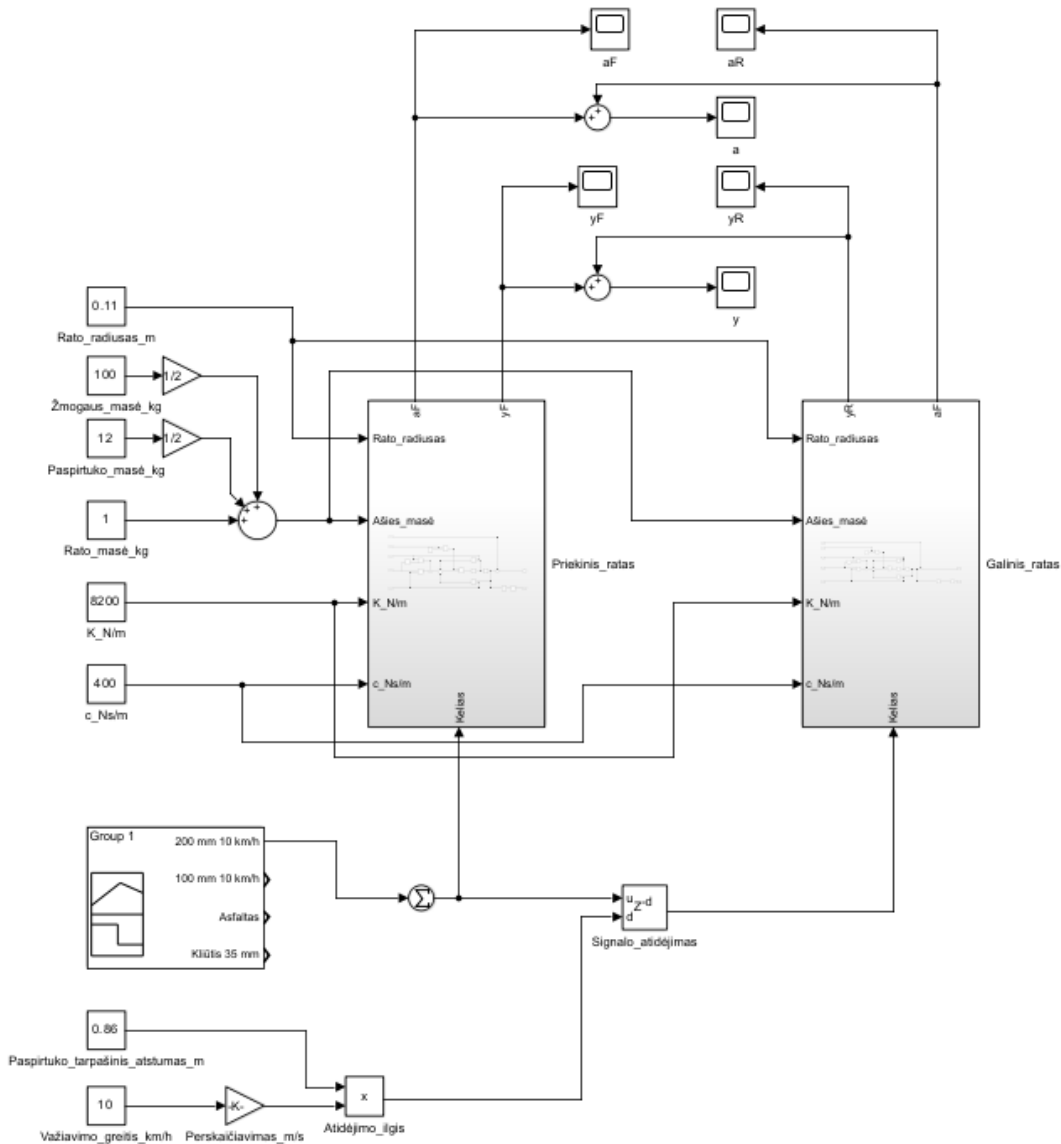 aF
aR
a
yF
yR
y
0.11
Rato_radiusas_m
100
1/2
Žmogaus_masė_kg
12
1/2
Paspirtuko_masė_kg
1
Rato_masė_kg
8200
K_N/m
400
c_Ns/m
aF
yF
Rato_radiusas
Ašies_masė
K_N/m
c_Ns/m
Kelias
Priekinis_ratas
yR
aF
Rato_radiusas
Ašies_masė
K_N/m
c_Ns/m
Kelias
Galinis_ratas
Group 1
200 mm 10 km/h
100 mm 10 km/h
Asfaltas
Kliūtis 35 mm
Σ
u
d
Z-d
Signalo_atidėjimas
0.86
Paspirtuko_tarpašinis_atstumas_m
10
Važiavimo_greitis_km/h
-K-
Perskaičiavimas_m/s
x
Atidėjimo_ilgis